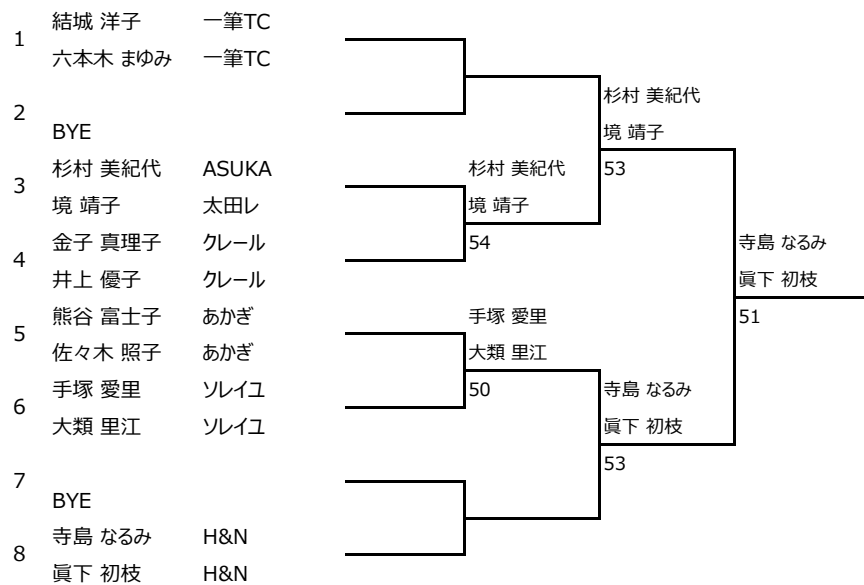 1 結城 洋子 一筆TC
六本木 まゆみ 一筆TC
2
BYE
3 杉村 美紀代 ASUKA
境 靖子 太田レ
4 金子 真理子 クレール
井上 優子 クレール
5 熊谷 富士子 あかぎ
佐々木 照子 あかぎ
6 手塚 愛里 ソレイユ
大類 里江 ソレイユ
7
BYE
8 寺島 なるみ H&N
眞下 初枝 H&N
杉村 美紀代
境 靖子
54
手塚 愛里
大類 里江
50
杉村 美紀代
境 靖子
53
寺島 なるみ
眞下 初枝
53
寺島 なるみ
眞下 初枝
51